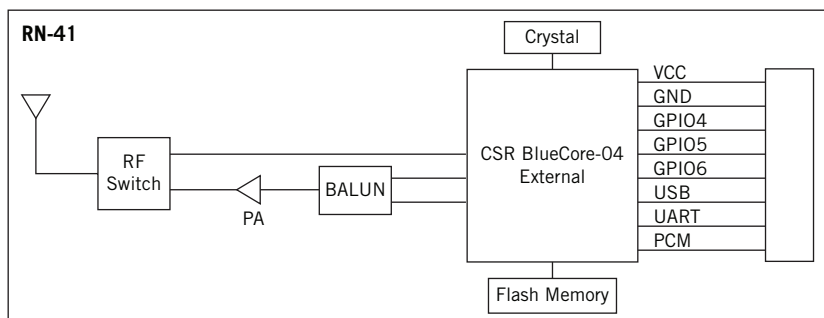 RN-41
Crystal
VCC
GND
GPIO4
GPIO5
GPIO6
USB
UART
PCM
CSR BlueCore-04
External
RF
Switch
PA
BALUN
Flash Memory